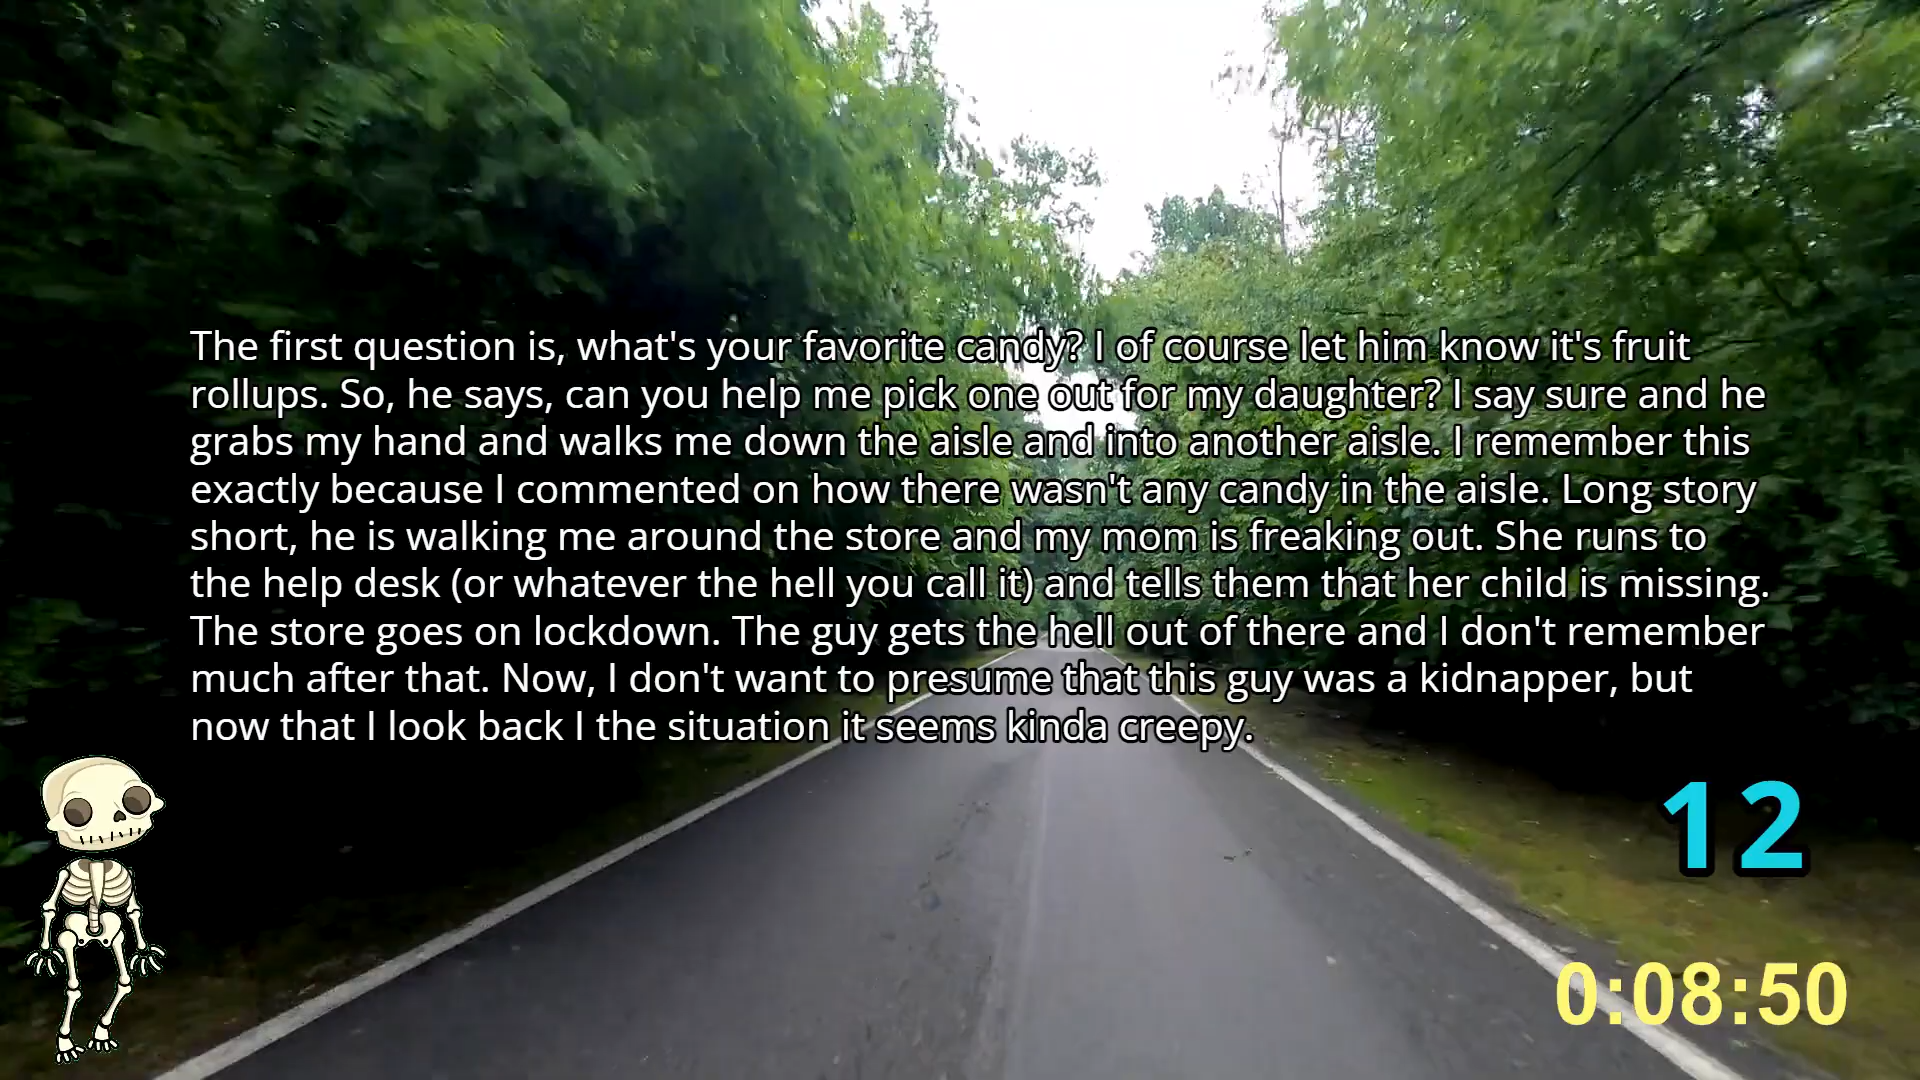 The first question is, what's your favorite candy? I of course let him know it's fruit
rollups. So, he says, can you help me pick one out for my daughter? I say sure and he
grabs my hand and walks me down the aisle and into another aisle. I remember this
exactly because I commented on how there wasn't any candy in the aisle. Long story
short, he is walking me around the store and my mom is freaking out. She runs to
the help desk (or whatever the hell you call it) and tells them that her child is missing.
The store goes on lockdown. The guy gets the hell out of there and I don't remember
much after that. Now, I don't want to presume that this guy was a kidnapper, but
now that I look back I the situation it seems kinda creepy.
12
0:08:50